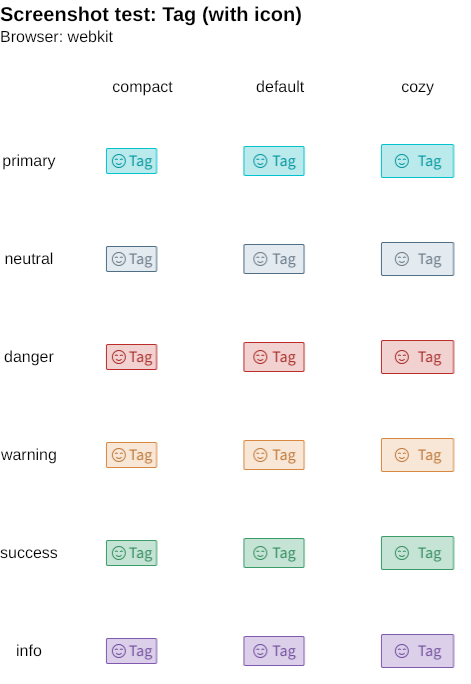 Screenshot test: Tag (with icon)
Browser: webkit
compact default cozy
primary Tag Tag Tag
neutral Tag Tag Tag
danger Tag Tag Tag
warning Tag Tag Tag
success Tag Tag Tag
info Tag Tag Tag